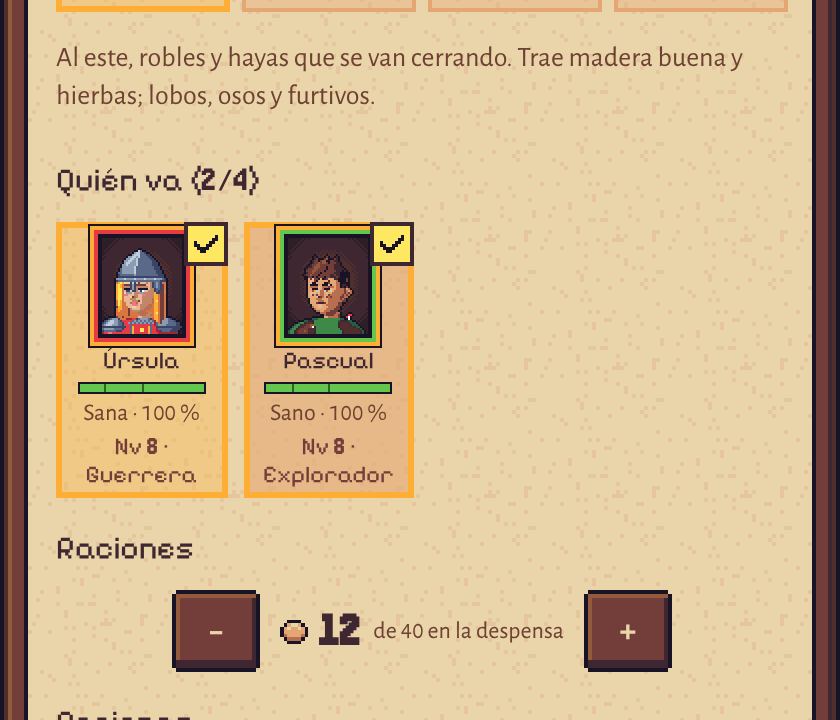 Al este, robles y hayas que se van cerrando. Trae madera buena y
hierbas; lobos, osos y furtivos.
Quién va (2/4)
Úrsula
Sana · 100 %
Nv 8 ·
Guerrera
Pascual
Sano · 100 %
Nv 8 ·
Explorador
Raciones
− 12 de 40 en la despensa +